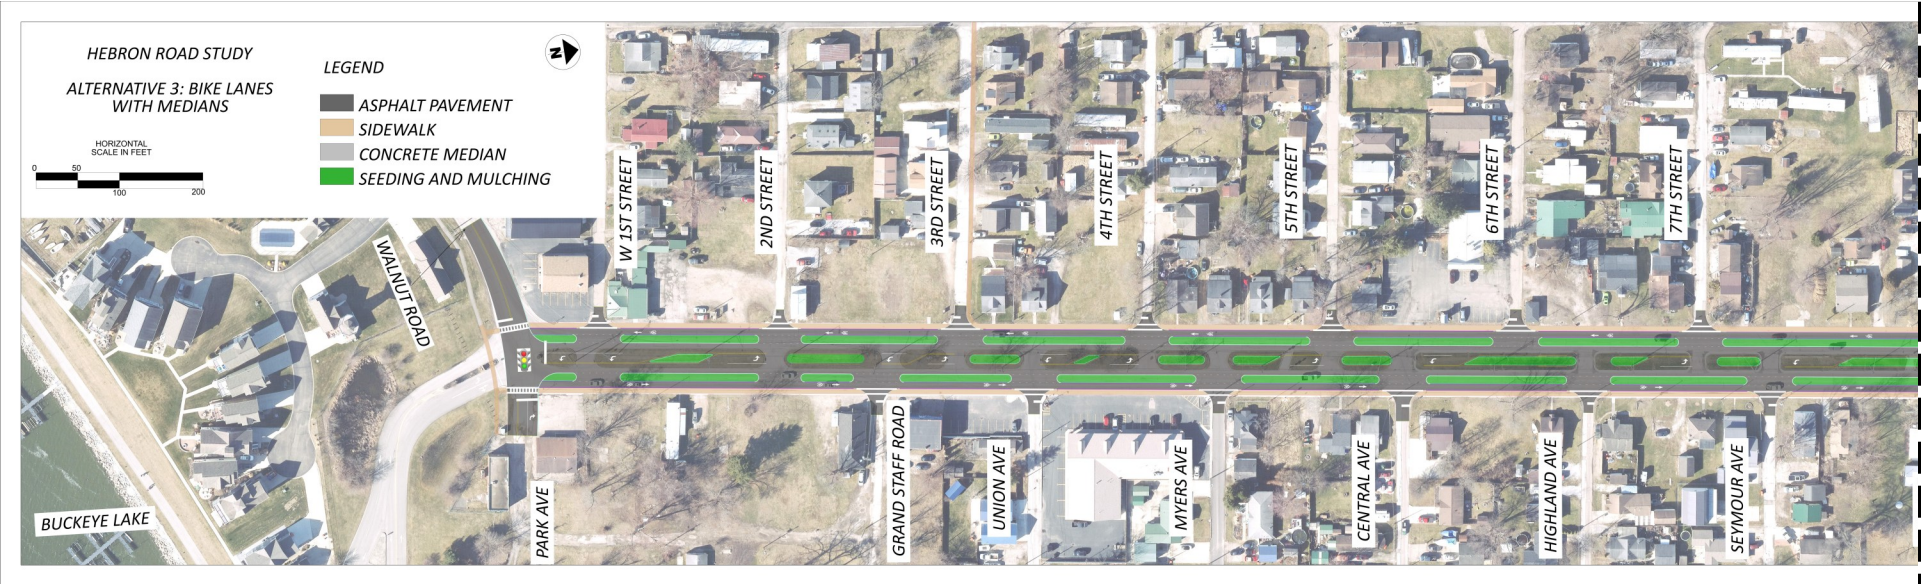 HEBRON ROAD STUDY
ALTERNATIVE 3: BIKE LANES
WITH MEDIANS
HORIZONTAL
SCALE IN FEET
0 50
100 200
N
LEGEND
ASPHALT PAVEMENT
SIDEWALK
CONCRETE MEDIAN
SEEDING AND MULCHING
W 1ST STREET
2ND STREET
3RD STREET
4TH STREET
5TH STREET
6TH STREET
7TH STREET
WALNUT ROAD
BUCKEYE LAKE
PARK AVE
GRAND STAFF ROAD
UNION AVE
MYERS AVE
CENTRAL AVE
HIGHLAND AVE
SEYMOUR AVE